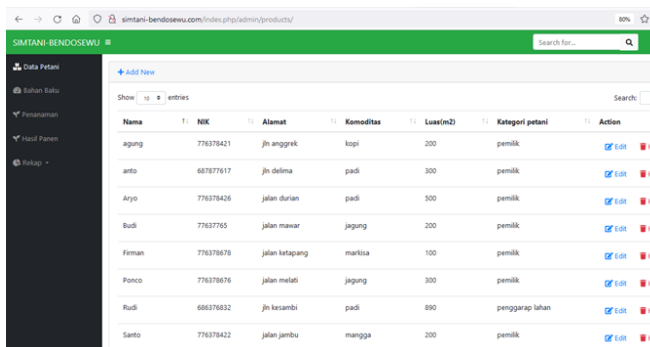 simtani-bendosewu.com/index.php/admin/products/ 80%
SIMTANI-BENDOSEWU Search for...
Data Petani
Bahan Baku
Penanaman
Hasil Panen
Rekap
Add New
Show 10 entries Search:
Nama NIK Alamat Komoditas Luas(m2) Kategori petani Action
agung 776378421 jln anggrek kopi 200 pemilik Edit
anto 687877617 jln delima padi 300 pemilik Edit
Aryo 776378426 jalan durian padi 500 pemilik Edit
Budi 77637765 jalan mawar jagung 200 pemilik Edit
Firman 776378678 jalan ketapang markisa 100 pemilik Edit
Ponco 776378676 jalan melati jagung 300 pemilik Edit
Rudi 686376832 jln kesambi padi 890 penggarap lahan Edit
Santo 776378422 jalan jambu mangga 200 pemilik Edit